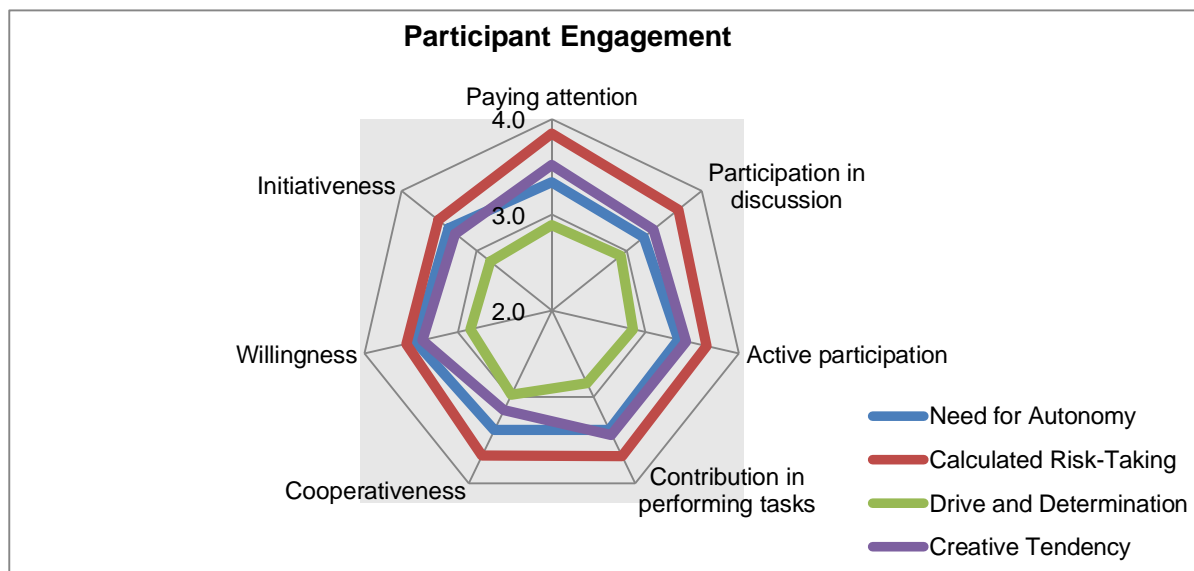 Participant Engagement
Paying attention
4.0
Participation in
discussion
Initiativeness
3.0
2.0
Willingness
Active participation
Need for Autonomy
Calculated Risk-Taking
Contribution in
performing tasks
Cooperativeness
Drive and Determination
Creative Tendency